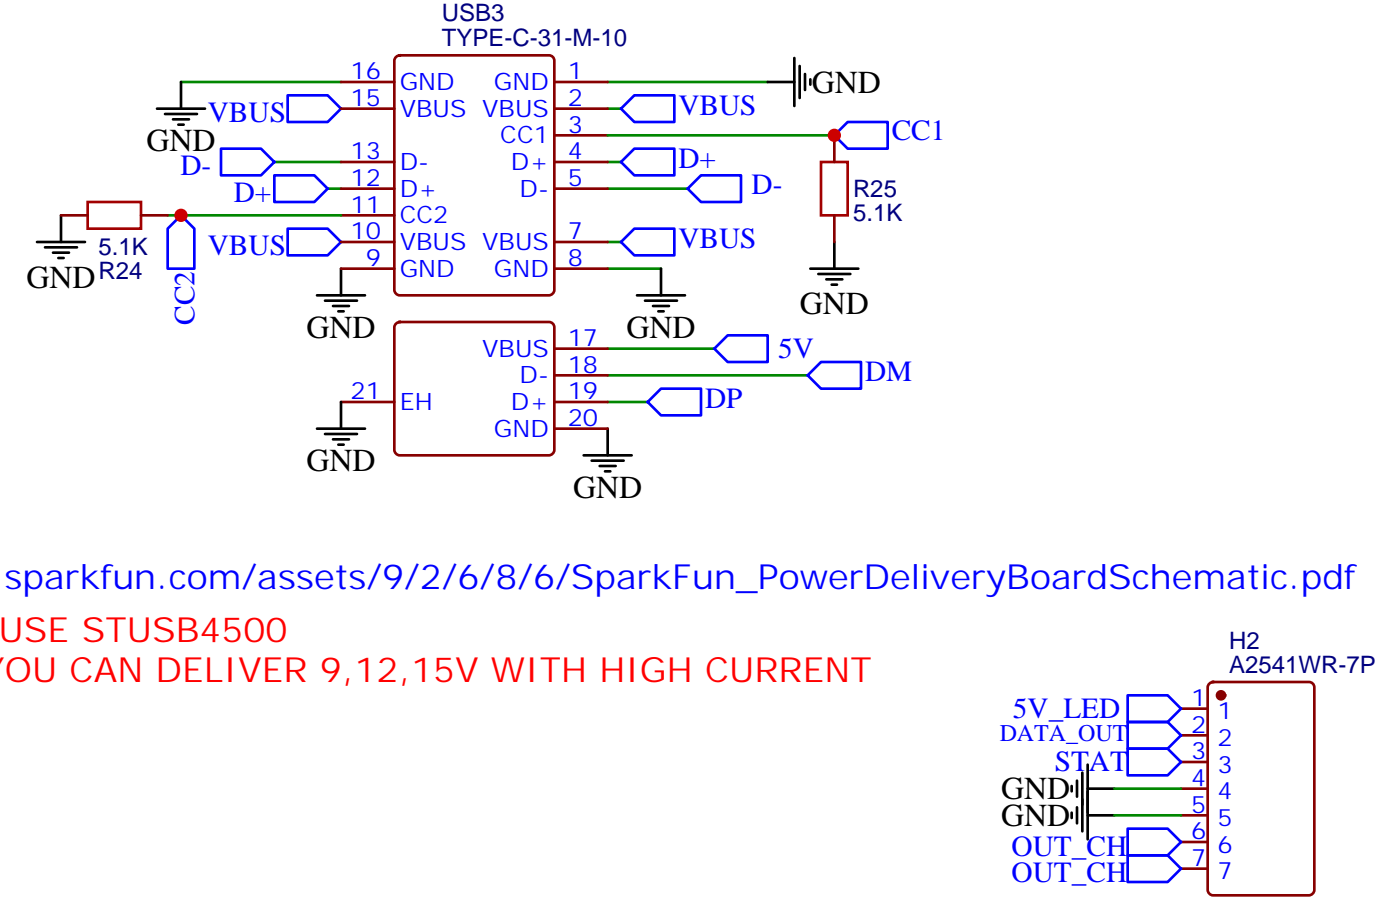 USB3
TYPE-C-31-M-10
16 GND GND 1 GND
VBUS 15 VBUS VBUS 2 VBUS
GND CC1 3 CC1
D- 13 D- D+ 4 D+
D+ 12 D+ D- 5 D-
R25
5.1K
11 CC2
5.1K
R24
GND
CC2
VBUS 10 VBUS VBUS 7 VBUS
9 GND GND 8
GND
GND
GND
VBUS 17 5V
D- 18 DM
21 EH D+ 19 DP
GND 20
GND
GND
sparkfun.com/assets/9/2/6/8/6/SparkFun_PowerDeliveryBoardSchematic.pdf
USE STUSB4500
YOU CAN DELIVER 9,12,15V WITH HIGH CURRENT
H2
A2541WR-7P
5V_LED 1 1
DATA_OUT 2 2
STAT 3 3
GND 4 4
GND 5 5
OUT_CH 6 6
OUT_CH 7 7